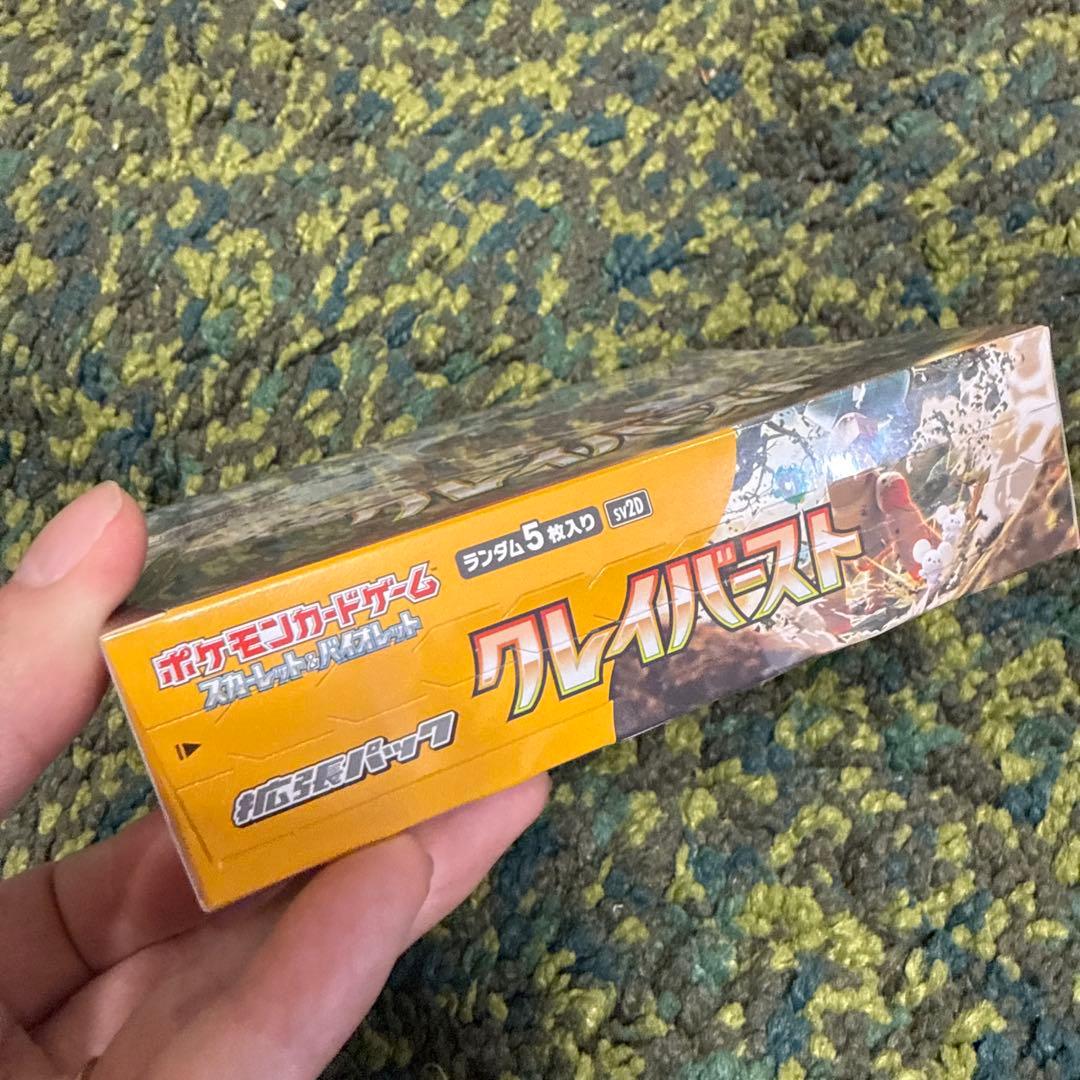 ポケモンカードゲーム
スカーレット&バイオレット
ランダム5枚入り
sv2D
拡張パック
クレイバースト